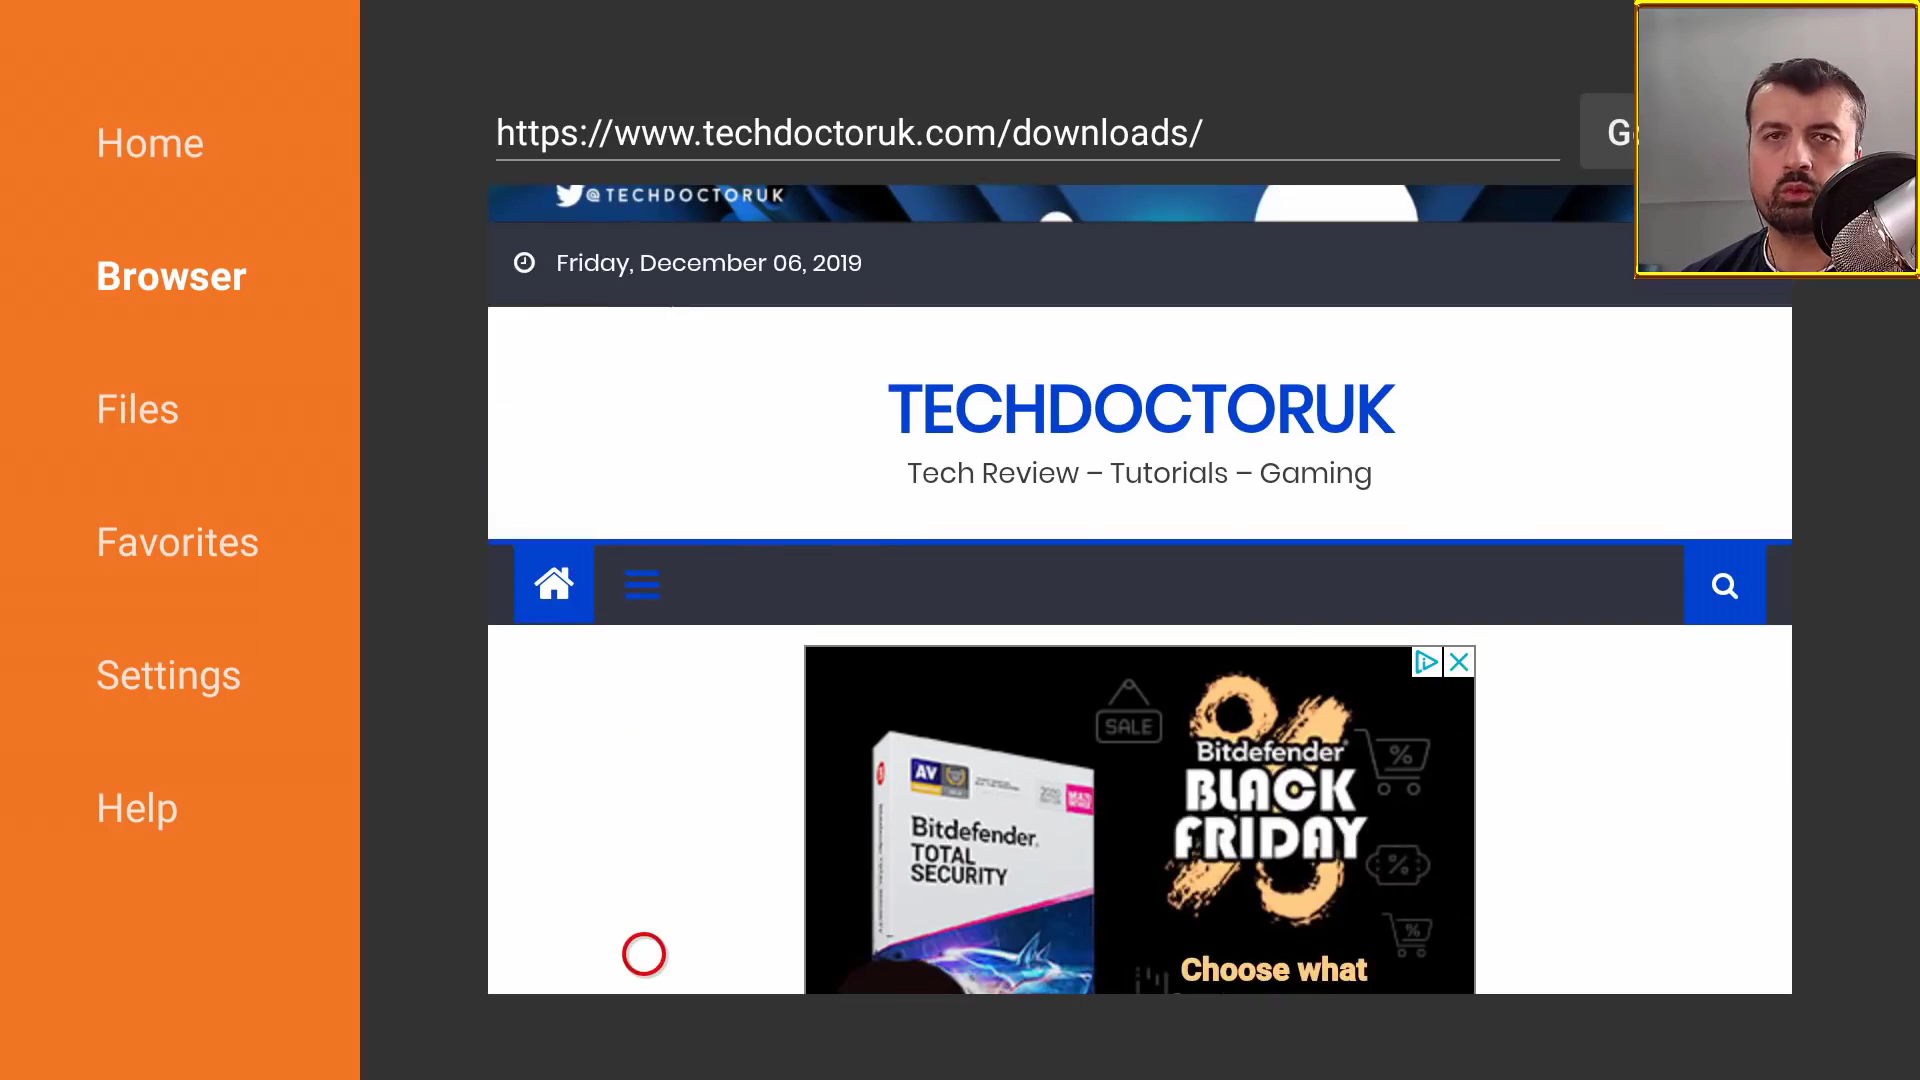 Home
Browser
Files
Favorites
Settings
Help
https://www.techdoctoruk.com/downloads/
@TECHDOCTORUK
Friday, December 06, 2019
TECHDOCTORUK
Tech Review – Tutorials – Gaming
SALE
%
Bitdefender
BLACK
FRIDAY
%
%
Choose what
AV
2020
Bitdefender
TOTAL
SECURITY